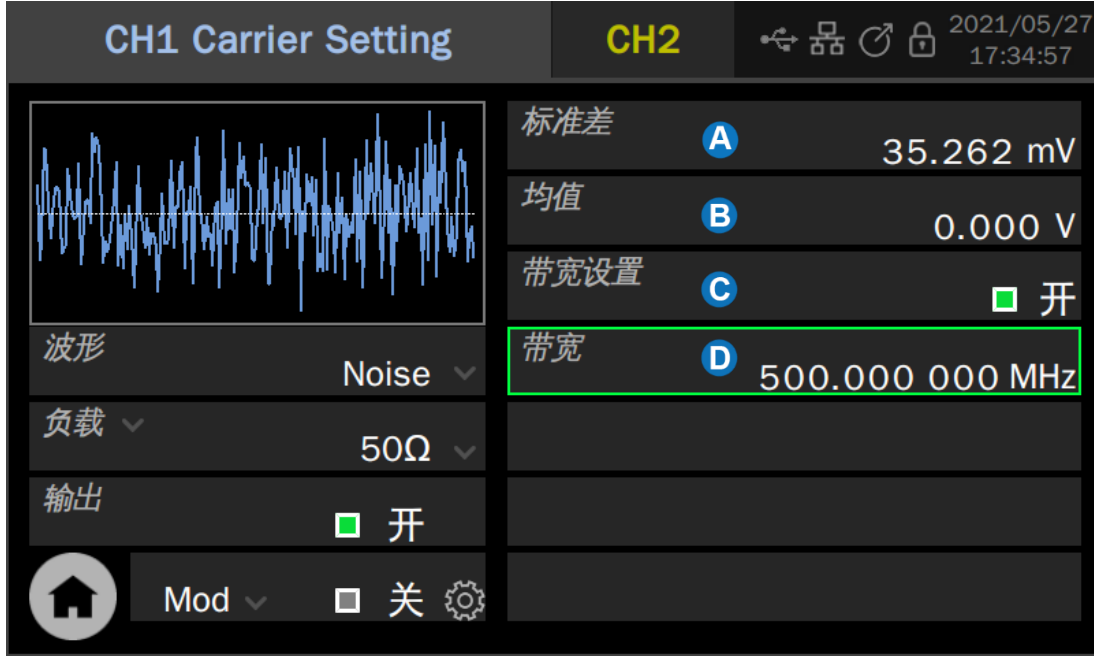 CH1 Carrier Setting
CH2
2021/05/27
17:34:57
标准差
A
35.262 mV
均值
B
0.000 V
带宽设置
C
开
波形
Noise
带宽
D
500.000 000 MHz
负载
50Ω
输出
开
Mod
关